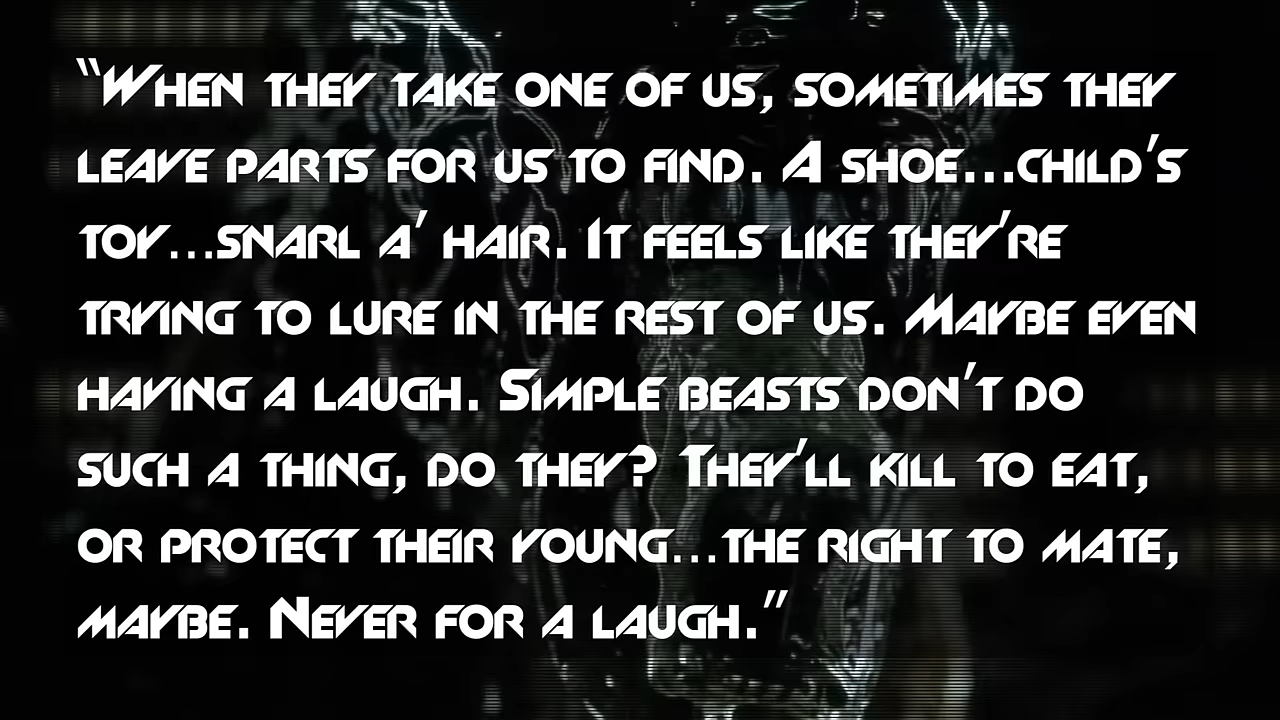 “When they take one of us, sometimes they
leave parts for us to find. A shoe...child's
toy...snarl a' hair. It feels like they're
trying to lure in the rest of us. Maybe even
having a laugh. Simple beasts don't do
such a thing, do they? They'll kill to eat,
or protect their young...the right to mate,
maybe. Never for a laugh.”